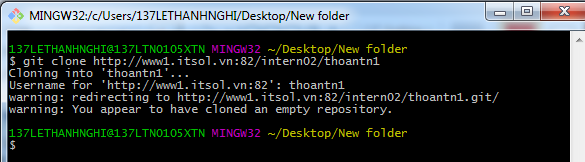 MINGW32:/c/Users/137LETHANHNGHI/Desktop/New folder
137LETHANHNGHI@137LTNO105XTN MINGW32 ~/Desktop/New folder
$ git clone http://www1.itsol.vn:82/intern02/thoantn1
Cloning into 'thoantn1'...
Username for 'http://www1.itsol.vn:82': thoantn1
warning: redirecting to http://www1.itsol.vn:82/intern02/thoantn1.git/
warning: You appear to have cloned an empty repository.
137LETHANHNGHI@137LTNO105XTN MINGW32 ~/Desktop/New folder
$